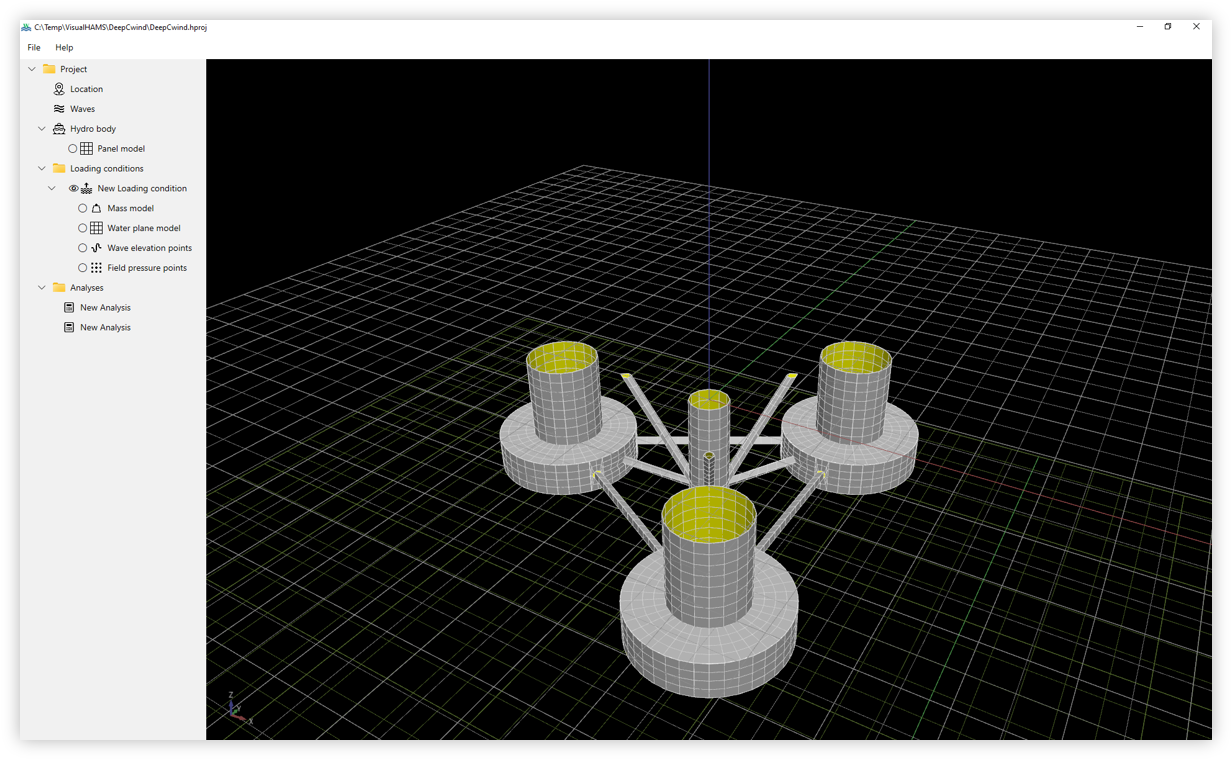 C:\Temp\VisualHAMS\DeepCwind\DeepCwind.hproj
File Help
Project
Location
Waves
Hydro body
Panel model
Loading conditions
New Loading condition
Mass model
Water plane model
Wave elevation points
Field pressure points
Analyses
New Analysis
New Analysis
Z
Y
X